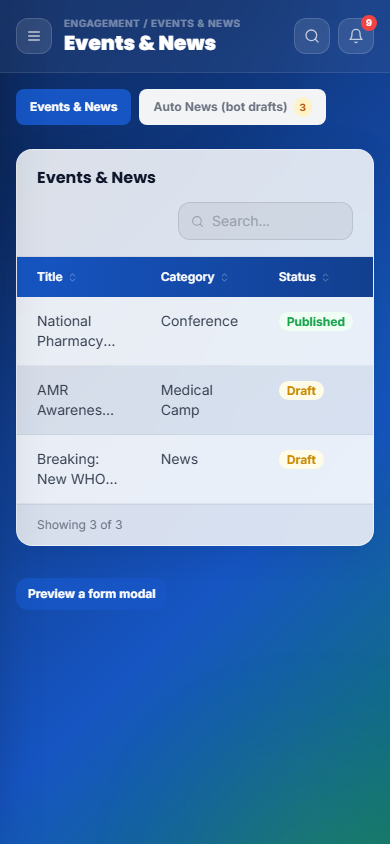 ENGAGEMENT / EVENTS & NEWS
Events & News
9
Events & News
Auto News (bot drafts) 3
Events & News
Search...
Title Category Status
National Conference Published
Pharmacy...
AMR Medical Draft
Awarenes... Camp
Breaking: News Draft
New WHO...
Showing 3 of 3
Preview a form modal